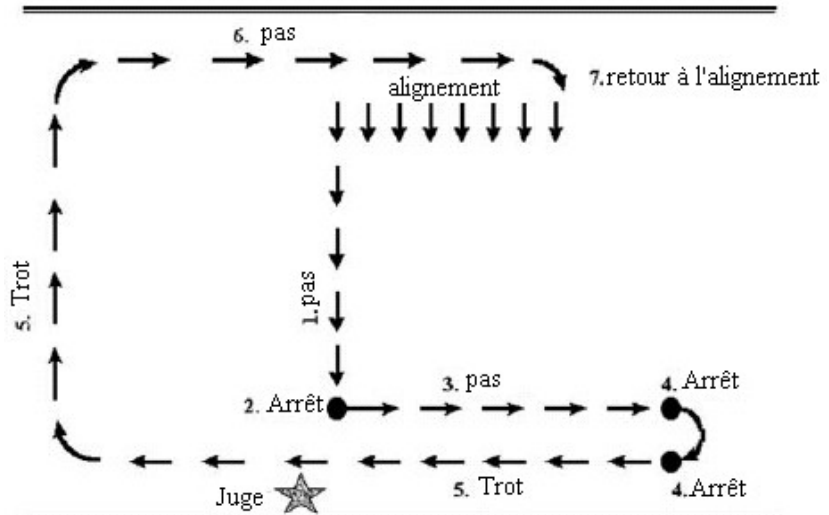 6. pas
alignement
7.retour à l'alignement
5. Trot
1.pas
3. pas
4. Arrêt
2. Arrêt
5. Trot
4.Arrêt
Juge